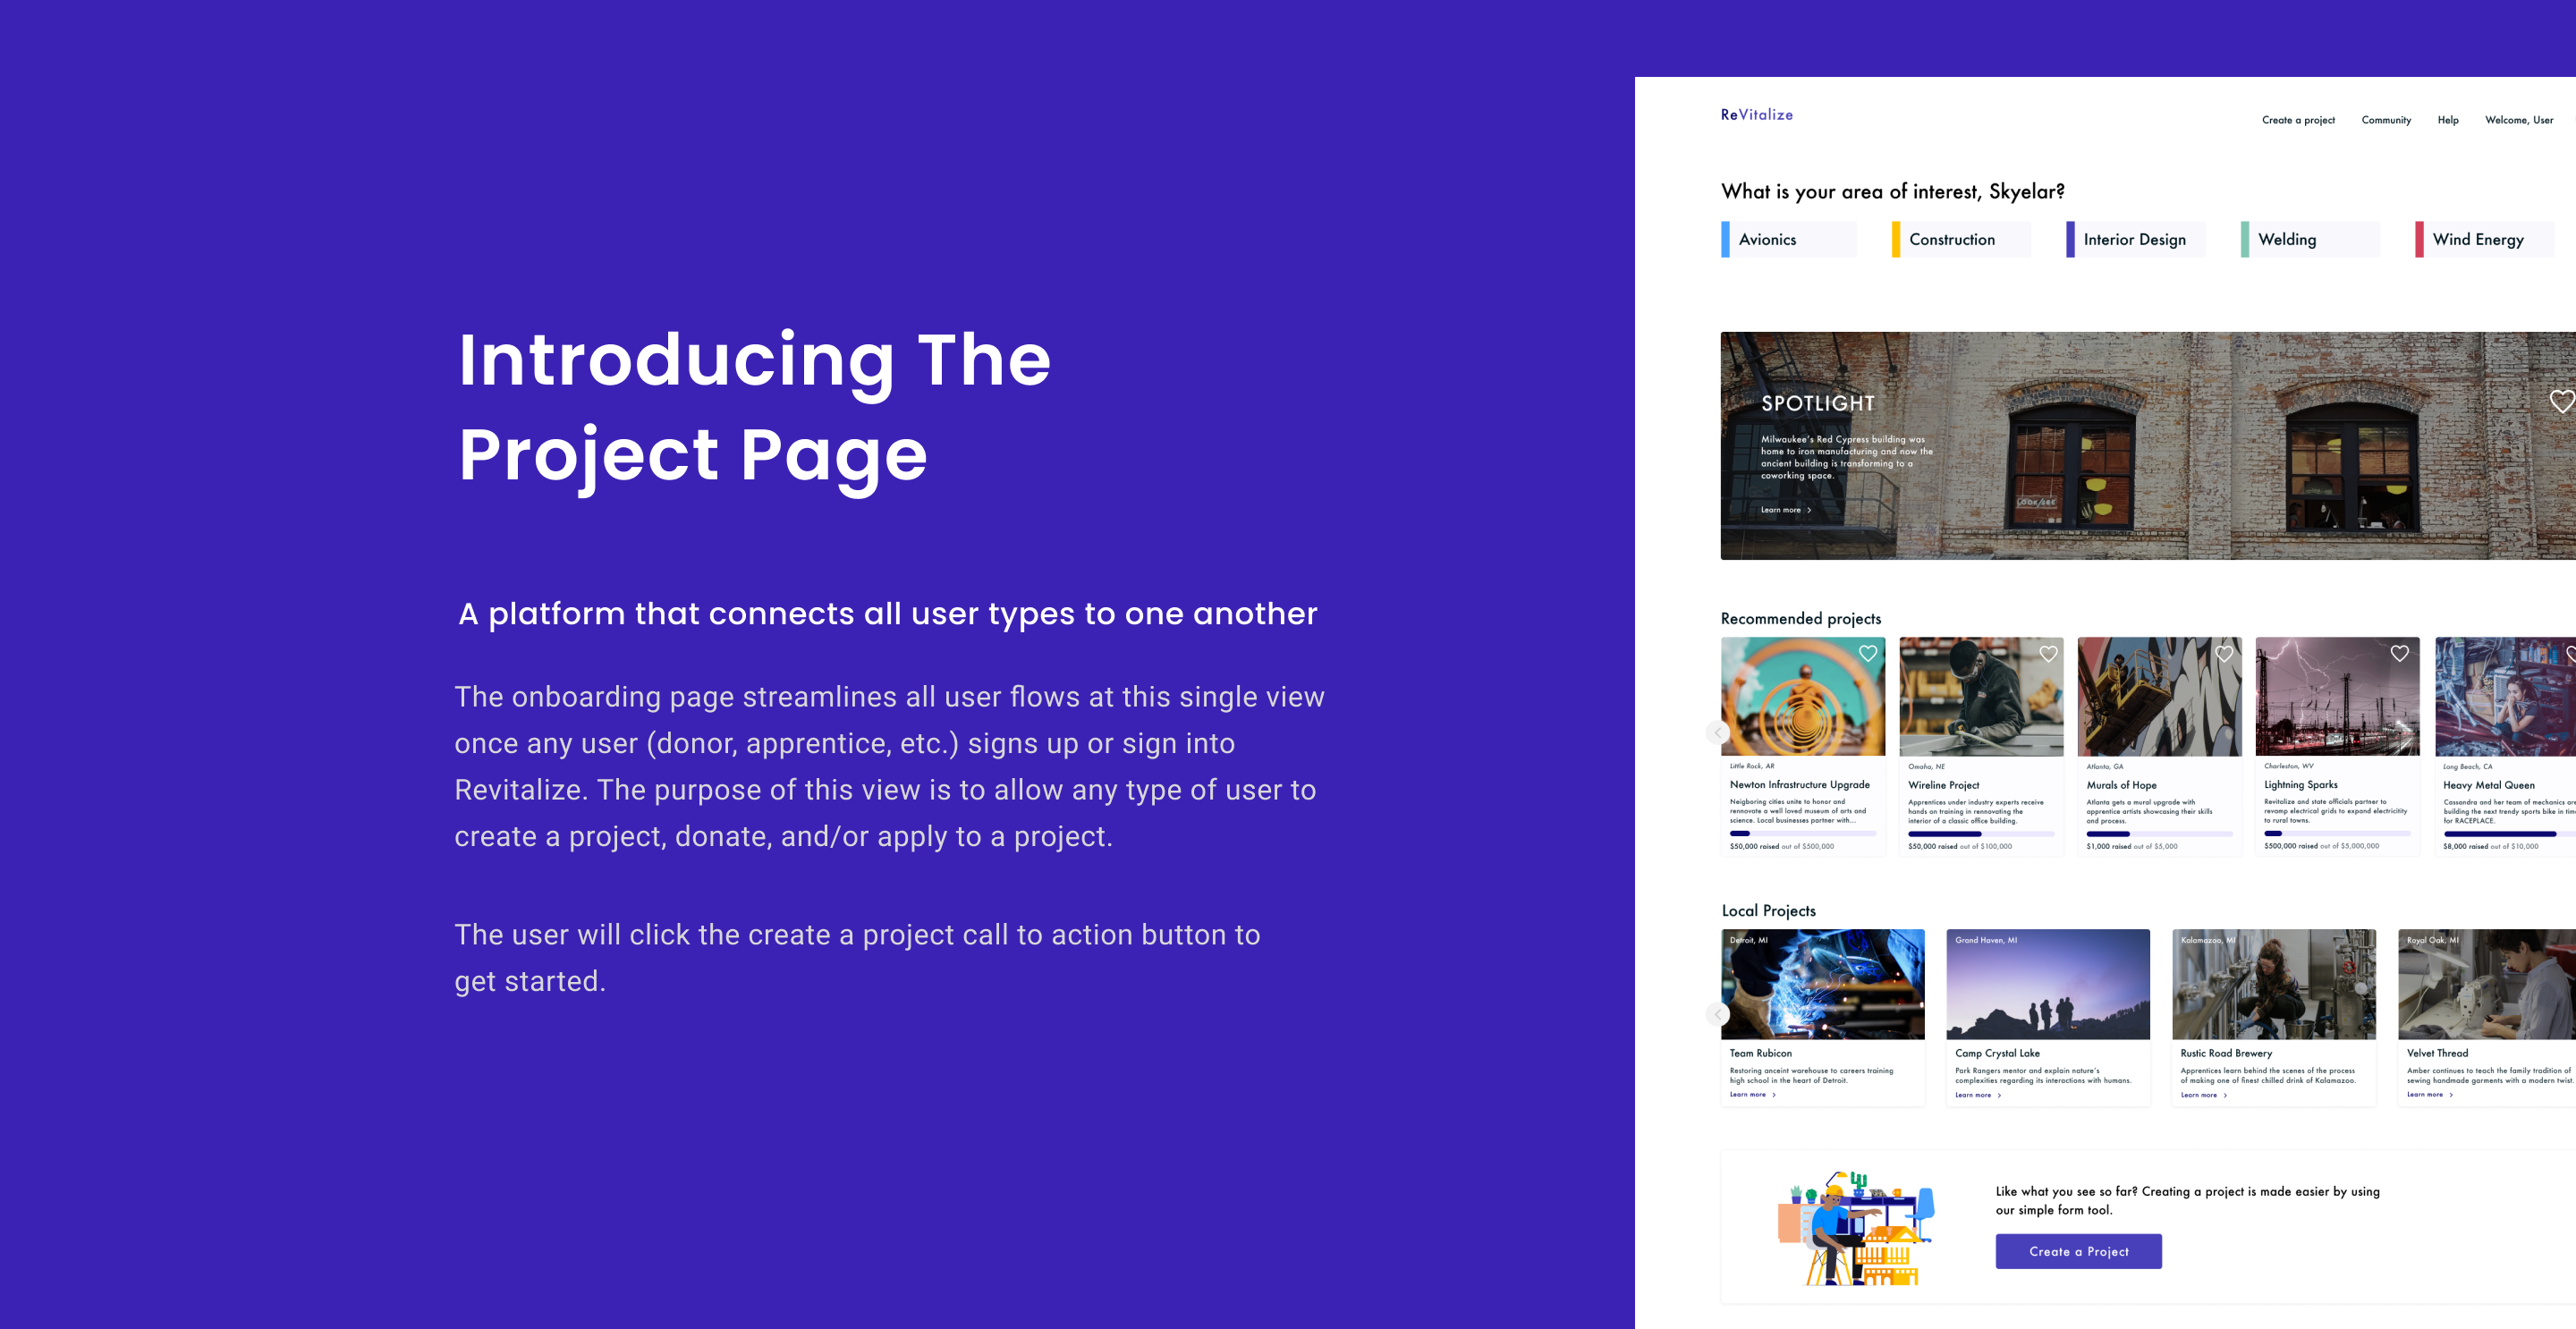 Introducing The
Project Page
A platform that connects all user types to one another
The onboarding page streamlines all user flows at this single view
once any user (donor, apprentice, etc.) signs up or sign into
Revitalize. The purpose of this view is to allow any type of user to
create a project, donate, and/or apply to a project.
The user will click the create a project call to action button to
get started.
ReVitalize
Create a project
Community
Help
Welcome, User
What is your area of interest, Skyelar?
Avionics
Construction
Interior Design
Welding
Wind Energy
SPOTLIGHT
Milwaukee's Red Cypress building was
home to iron manufacturing and now the
ancient building is transforming to a
coworking space.
Learn more
Recommended projects
Little Rock, AR
Newton Infrastructure Upgrade
Neigboring cities unite to honor and
rennovate a well loved museum of arts and
science. Local businesses partner with...
$50,000 raised out of $500,000
Omaha, NE
Wireline Project
Apprentices under industry experts receive
hands on training in rennovating the
interior of a classic office building.
$50,000 raised out of $100,000
Atlanta, GA
Murals of Hope
Atlanta gets a mural upgrade with
apprentice artists showcasing their skills
and process.
$1,000 raised out of $5,000
Charleston, WV
Lightning Sparks
Revitalize and state officials partner to
revamp electrical grids to expand electricitity
to rural towns.
$500,000 raised out of $5,000,000
Long Beach, CA
Heavy Metal Queen
Cassandra and her team of mechanics are
building the next trendy sports bike in time
for RACEPLACE.
$8,000 raised out of $10,000
Local Projects
Detroit, MI
Team Rubicon
Restoring anceint warehouse to careers training
high school in the heart of Detroit.
Learn more
Grand Haven, MI
Camp Crystal Lake
Park Rangers mentor and explain nature's
complexities regarding its interactions with humans.
Learn more
Kalamazoo, MI
Rustic Road Brewery
Apprentices learn behind the scenes of the process
of making one of finest chilled drink of Kalamazoo.
Learn more
Royal Oak, MI
Velvet Thread
Amber continues to teach the family tradition of
sewing handmade garments with a modern twist.
Learn more
Like what you see so far? Creating a project is made easier by using
our simple form tool.
Create a Project